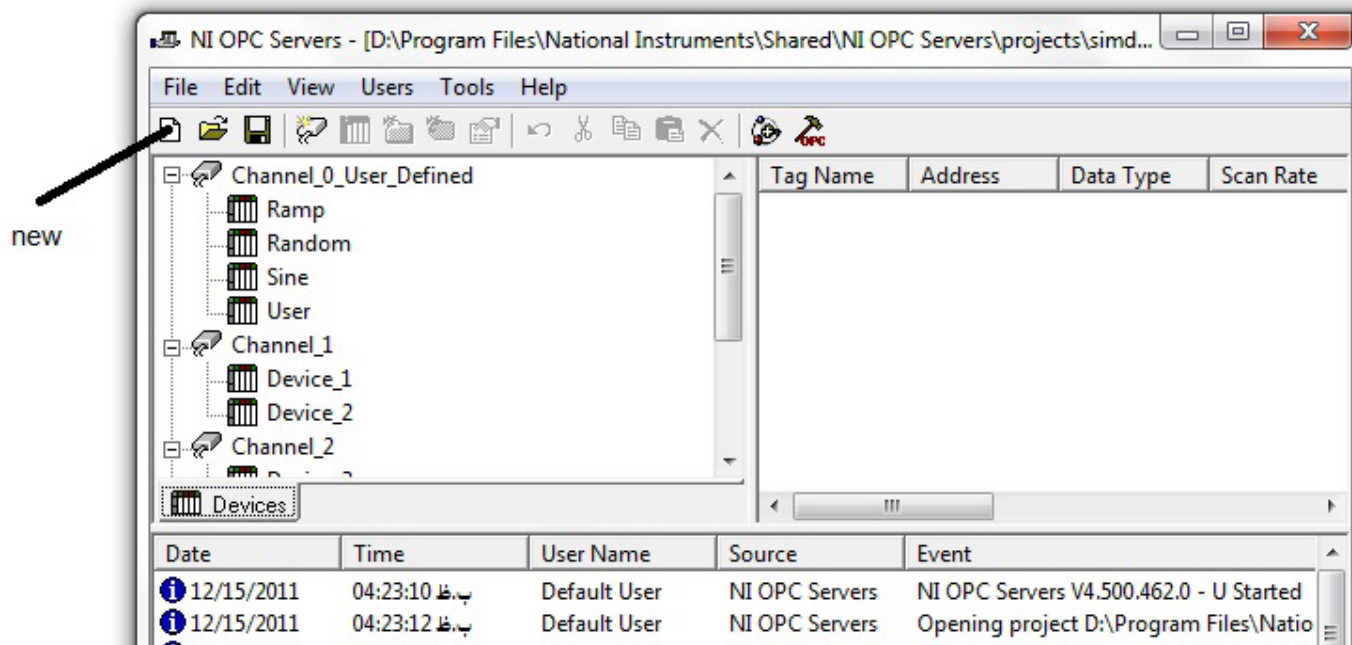 NI OPC Servers - [D:\Program Files\National Instruments\Shared\NI OPC Servers\projects\simd...
File Edit View Users Tools Help
OPC
new
Channel_0_User_Defined
Ramp
Random
Sine
User
Channel_1
Device_1
Device_2
Channel_2
Devices
Tag Name Address Data Type Scan Rate
Date Time User Name Source Event
12/15/2011 04:23:10 ب.ظ Default User NI OPC Servers NI OPC Servers V4.500.462.0 - U Started
12/15/2011 04:23:12 ب.ظ Default User NI OPC Servers Opening project D:\Program Files\Natio